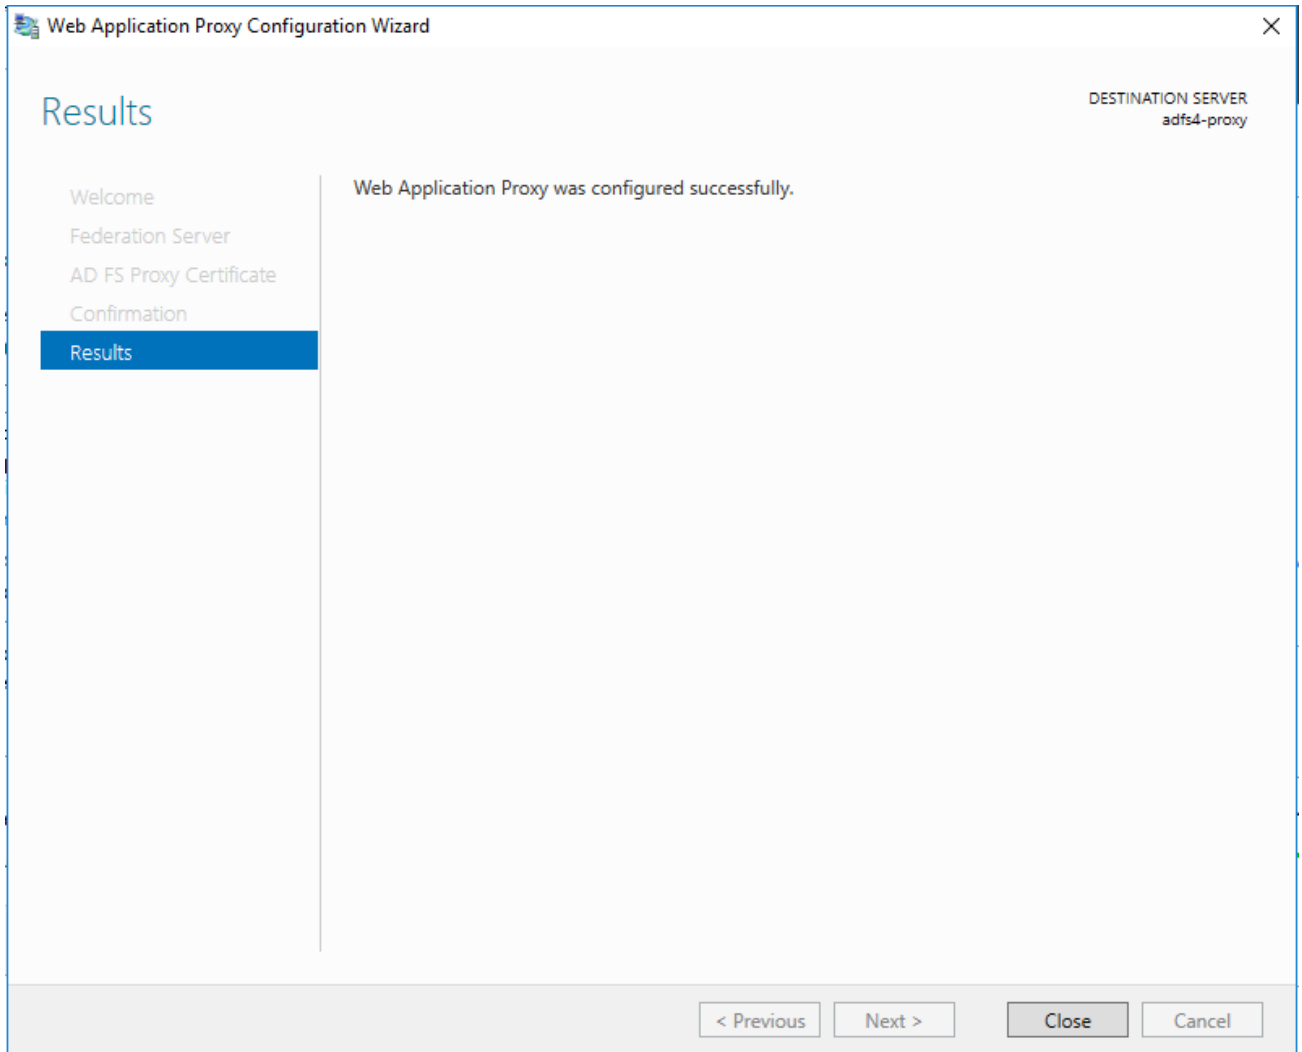 Web Application Proxy Configuration Wizard
Results
DESTINATION SERVER
adfs4-proxy
Welcome
Federation Server
AD FS Proxy Certificate
Confirmation
Results
Web Application Proxy was configured successfully.
< Previous
Next >
Close
Cancel